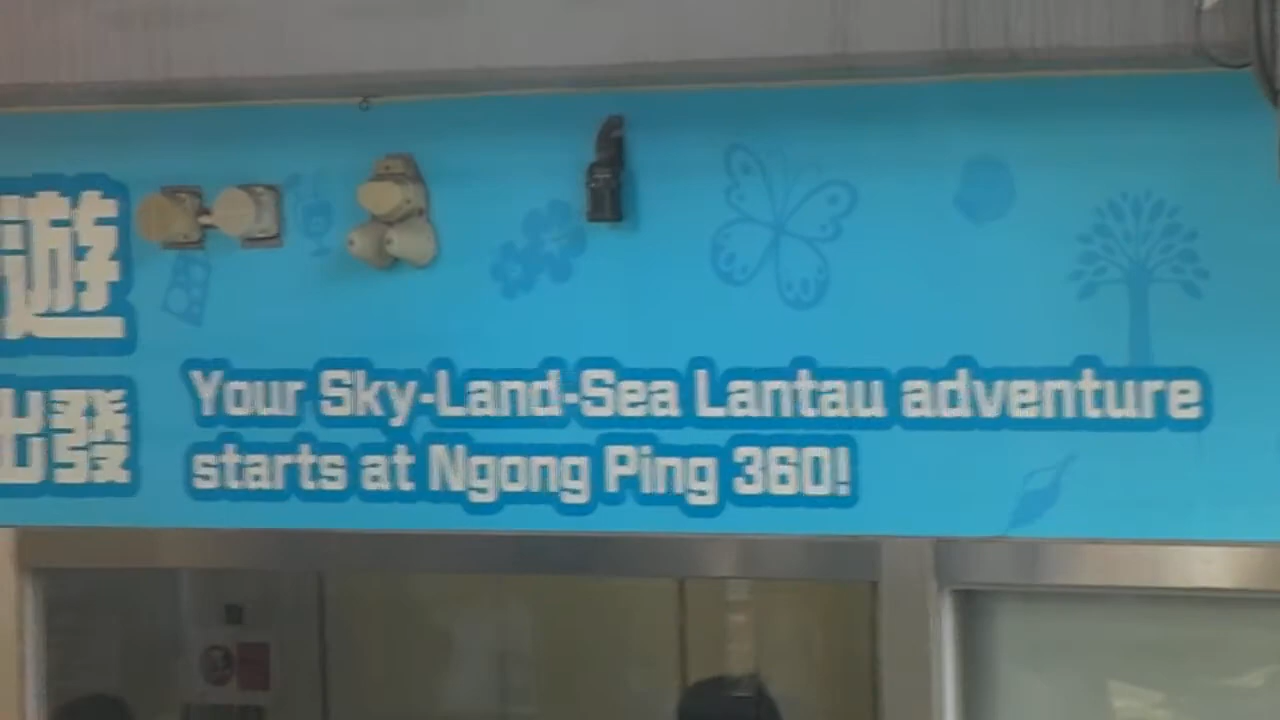 遊
出發
Your Sky-Land-Sea Lantau adventure
starts at Ngong Ping 360!